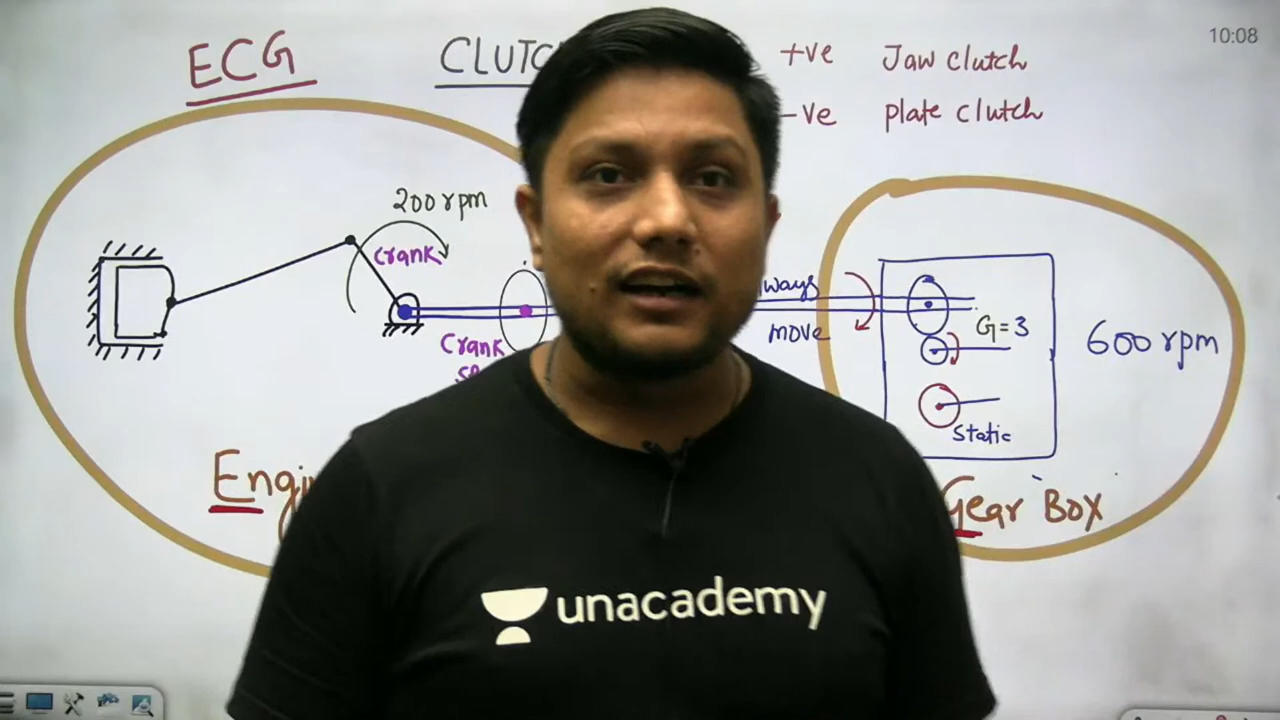 10:08
ECG
CLUTC
+ve Jaw clutch
-ve plate clutch
200 rpm
crank
ways
move
G=3
600 rpm
Crank
static
Engi
Gear Box
unacademy